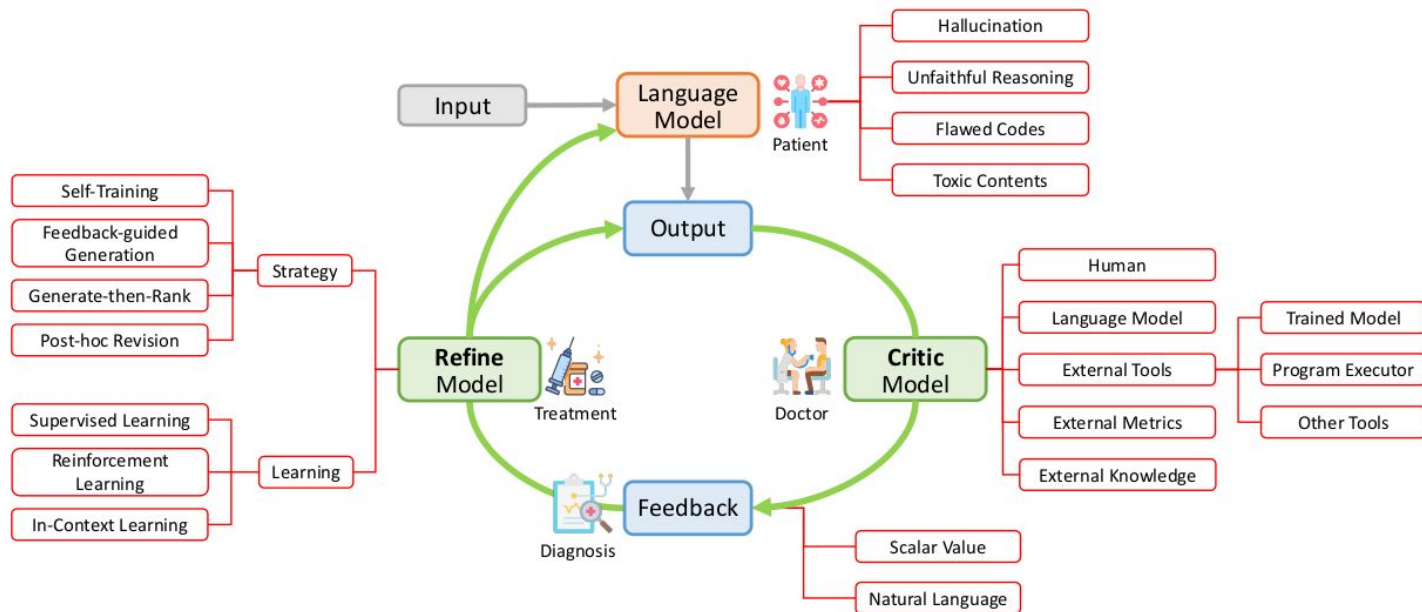 Hallucination
Unfaithful Reasoning
Flawed Codes
Toxic Contents
Input
Language
Model
Patient
Output
Self-Training
Feedback-guided
Generation
Generate-then-Rank
Post-hoc Revision
Strategy
Supervised Learning
Reinforcement
Learning
In-Context Learning
Learning
Refine
Model
Treatment
Doctor
Critic
Model
Human
Language Model
External Tools
External Metrics
External Knowledge
Trained Model
Program Executor
Other Tools
Diagnosis
Feedback
Scalar Value
Natural Language